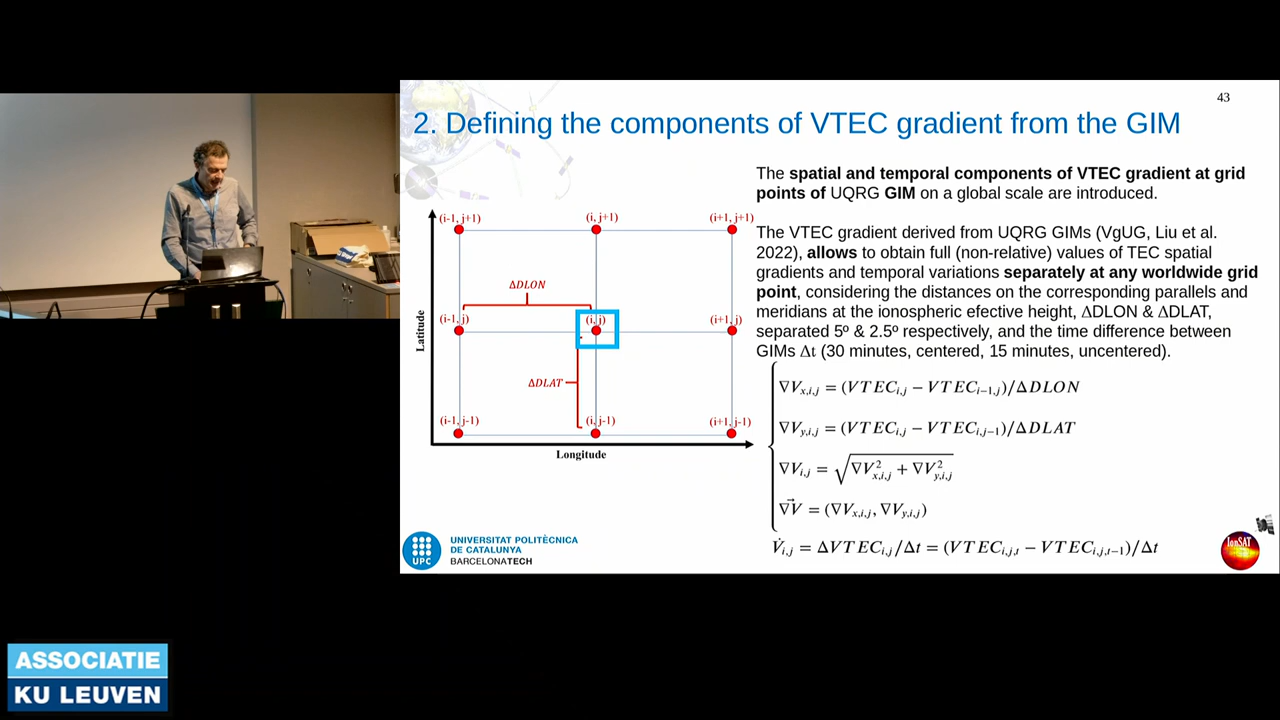 43
2. Defining the components of VTEC gradient from the GIM
The spatial and temporal components of VTEC gradient at grid
points of UQRG GIM on a global scale are introduced.
The VTEC gradient derived from UQRG GIMs (VgUG, Liu et al.
2022), allows to obtain full (non-relative) values of TEC spatial
gradients and temporal variations separately at any worldwide grid
point, considering the distances on the corresponding parallels and
meridians at the ionospheric efective height, ΔDLON & ΔDLAT,
separated 5º & 2.5º respectively, and the time difference between
GIMs Δt (30 minutes, centered, 15 minutes, uncentered).
(i-1, j+1) (i, j+1) (i+1, j+1)
ΔDLON
(i-1, j) (i, j) (i+1, j)
ΔDLAT
(i-1, j-1) (i, j-1) (i+1, j-1)
Latitude
Longitude
∇V_{x,i,j} = (VTEC_{i,j} − VTEC_{i−1,j})/ΔDLON
∇V_{y,i,j} = (VTEC_{i,j} − VTEC_{i,j−1})/ΔDLAT
∇V_{i,j} = √(∇V²_{x,i,j} + ∇V²_{y,i,j})
∇V⃗ = (∇V_{x,i,j}, ∇V_{y,i,j})
V̇_{i,j} = ΔVTEC_{i,j}/Δt = (VTEC_{i,j,t} − VTEC_{i,j,t−1})/Δt
UPC
UNIVERSITAT POLITÈCNICA
DE CATALUNYA
BARCELONATECH
IonSAT
ASSOCIATIE
KU LEUVEN